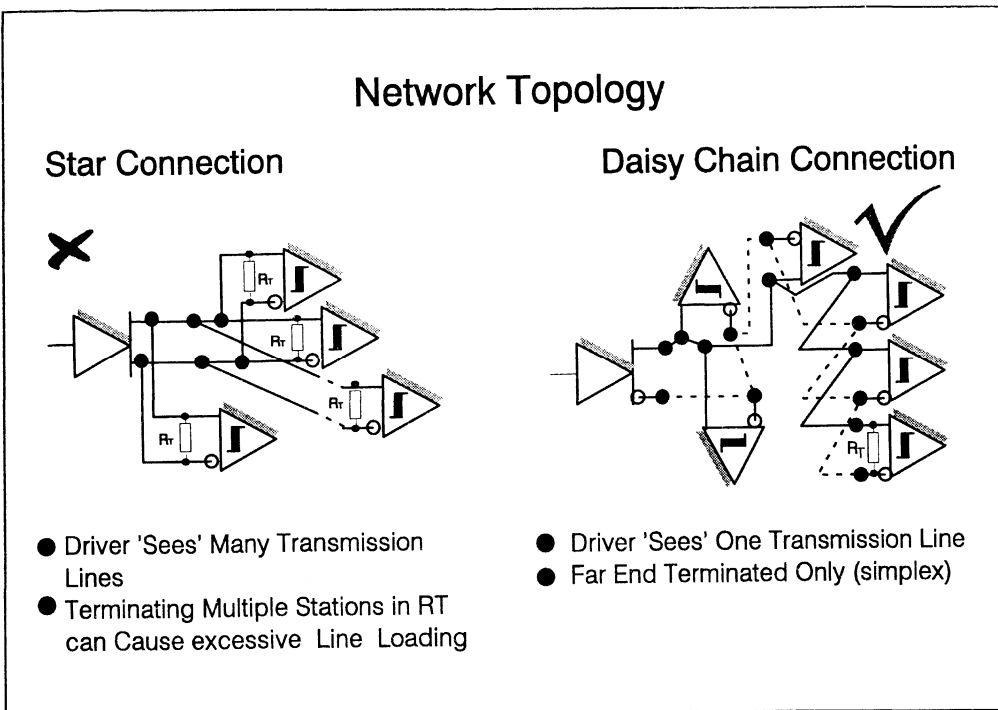 Network Topology
Star Connection
Daisy Chain Connection
RT
RT
RT
RT
RT
● Driver 'Sees' Many Transmission
Lines
● Terminating Multiple Stations in RT
can Cause excessive Line Loading
● Driver 'Sees' One Transmission Line
● Far End Terminated Only (simplex)